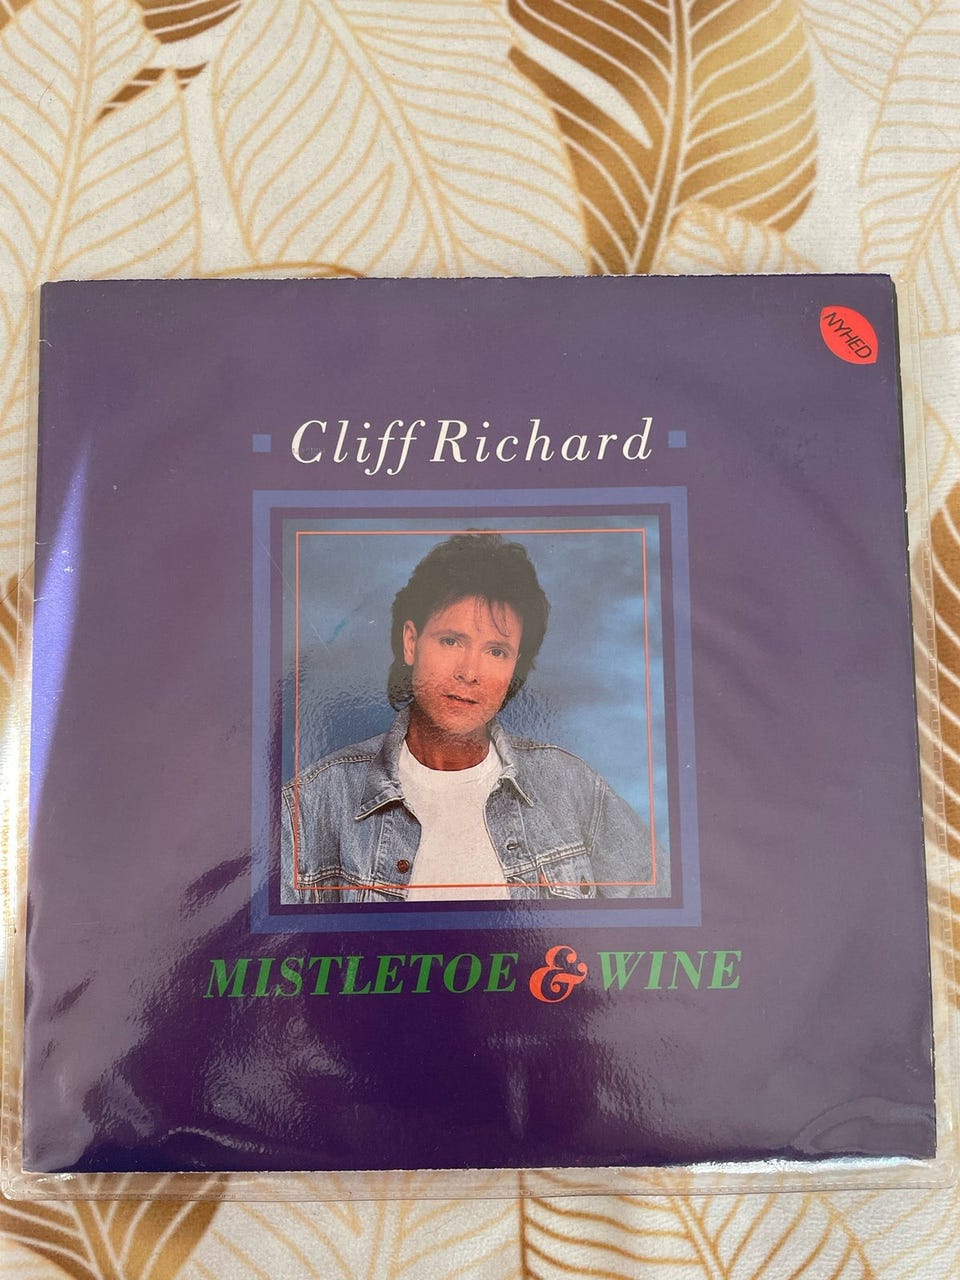 NYHED
Cliff Richard
MISTLETOE & WINE